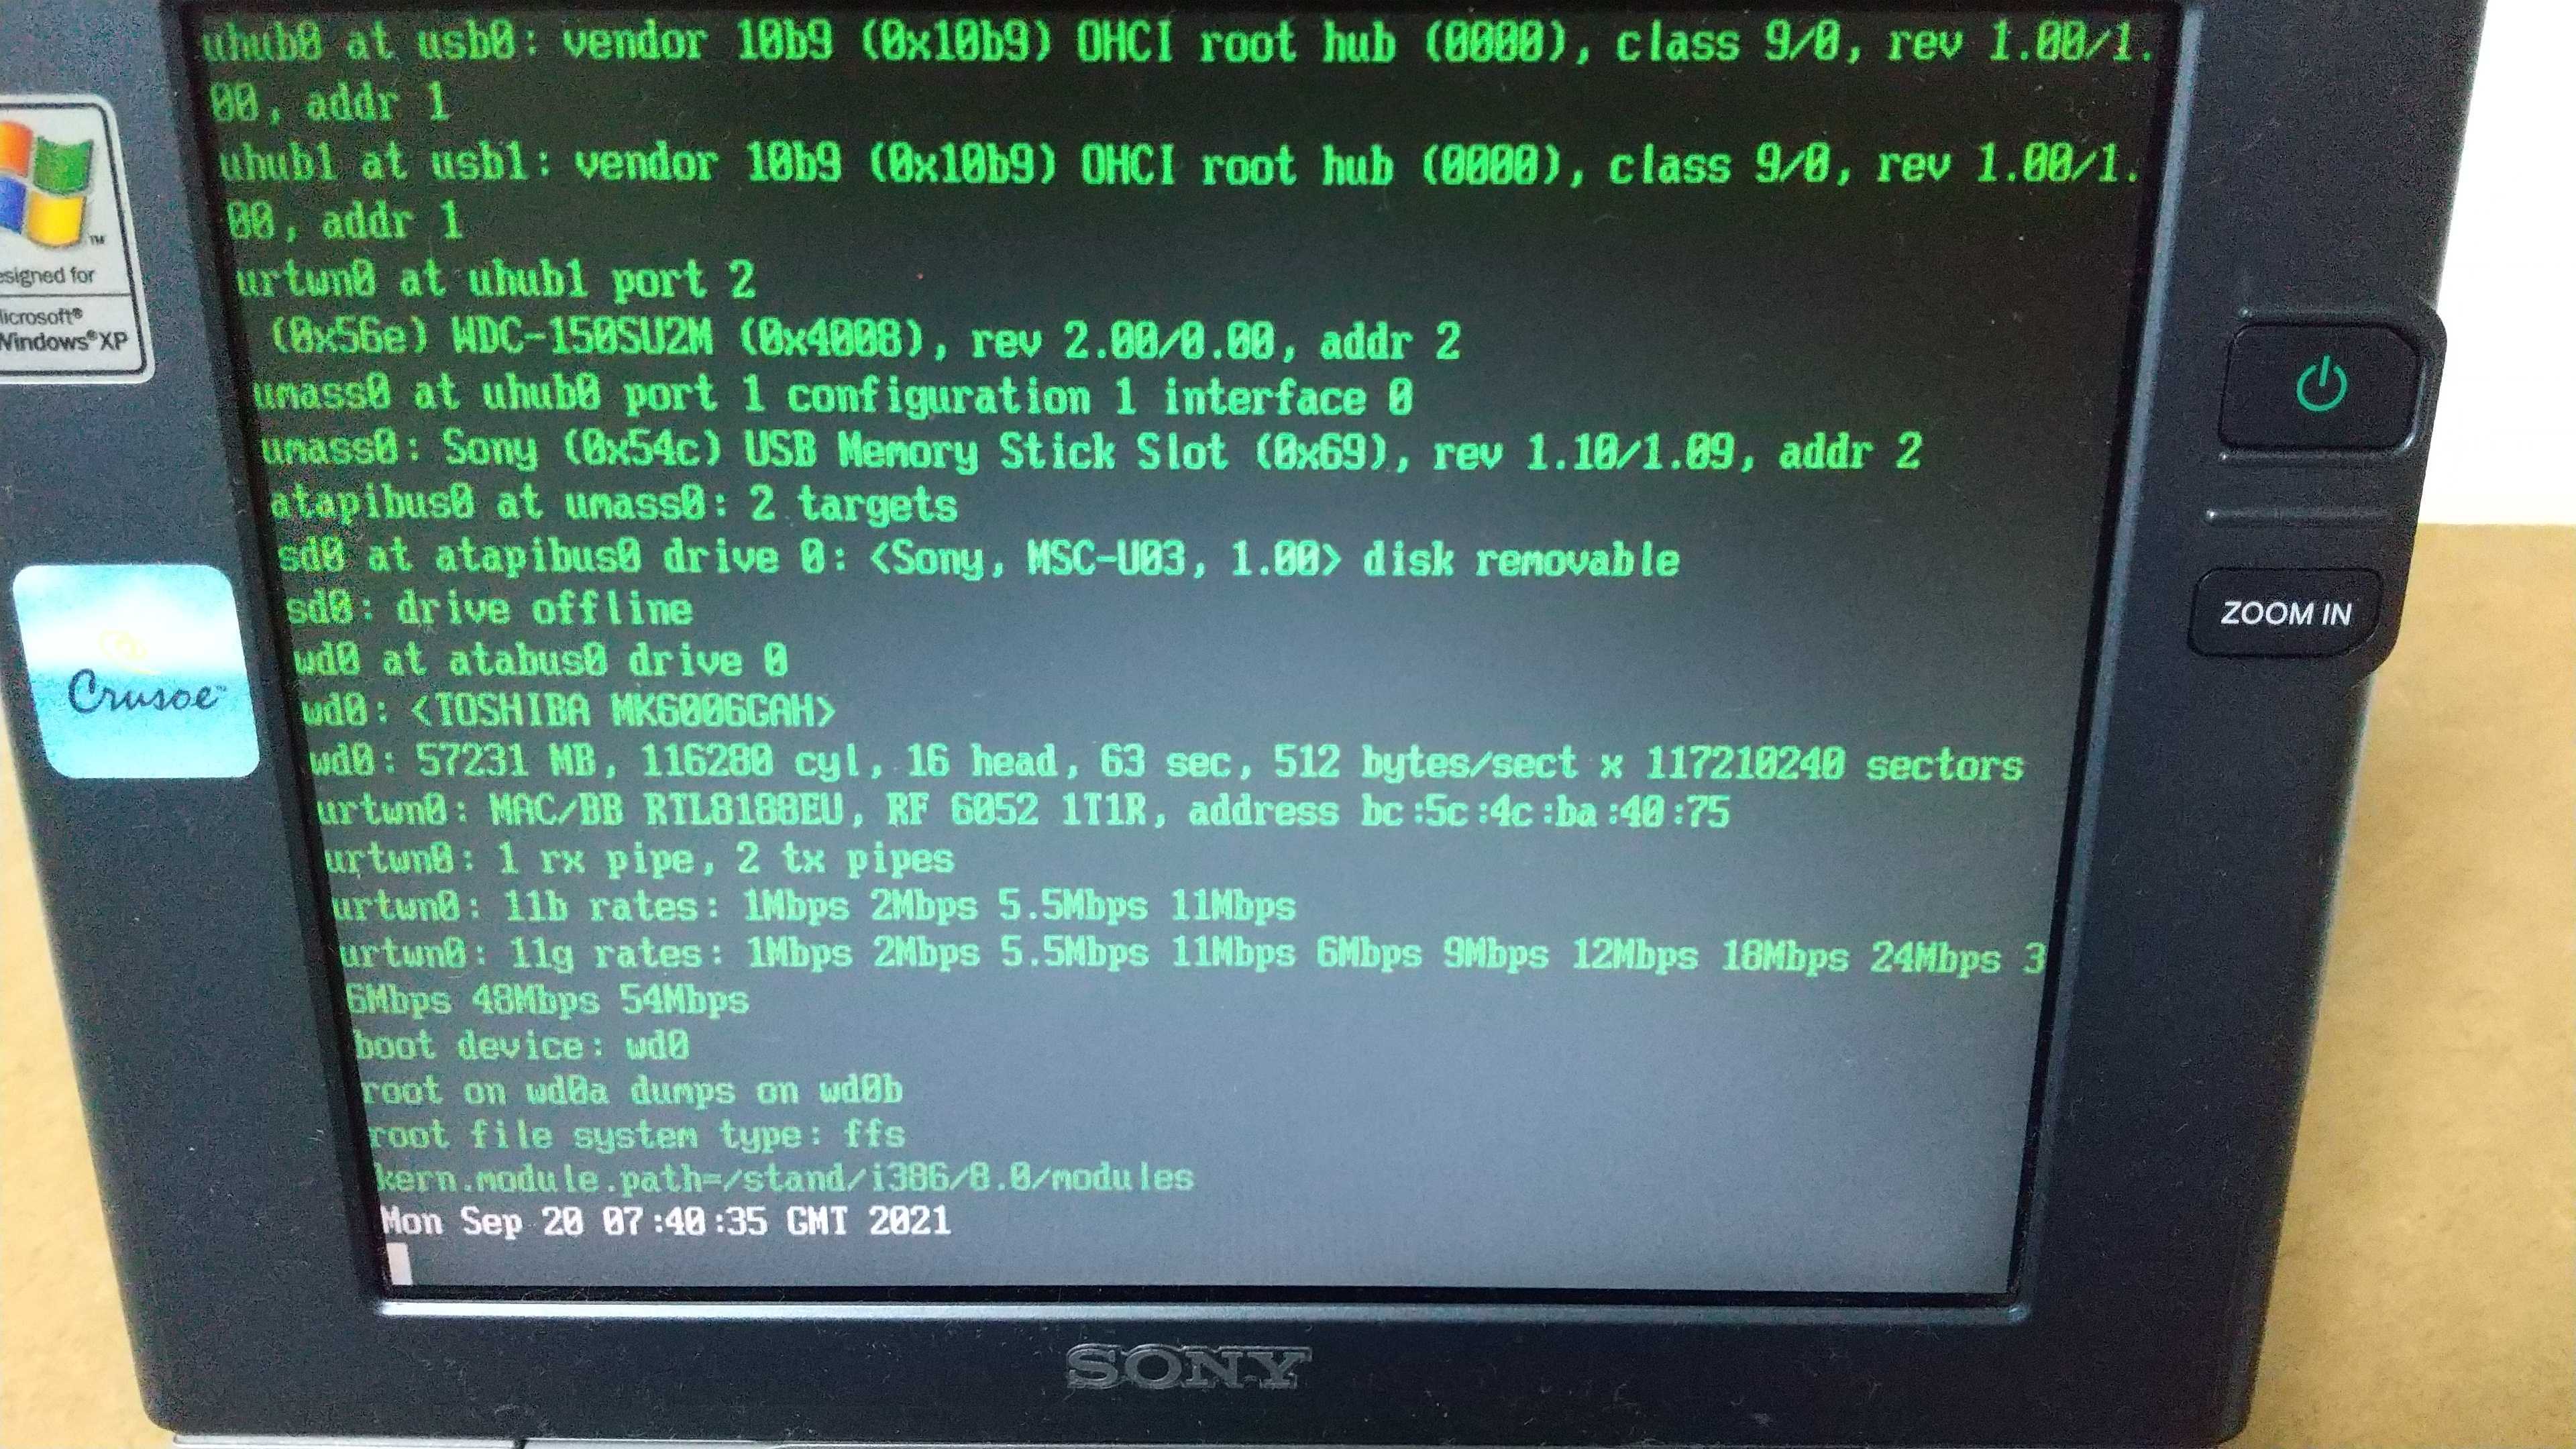 uhub0 at usb0: vendor 10b9 (0x10b9) OHCI root hub (0000), class 9/0, rev 1.00/1.
00, addr 1
uhub1 at usb1: vendor 10b9 (0x10b9) OHCI root hub (0000), class 9/0, rev 1.00/1.
00, addr 1
urtwn0 at uhub1 port 2
(0x56e) WDC-150SU2M (0x4008), rev 2.00/0.00, addr 2
umass0 at uhub0 port 1 configuration 1 interface 0
umass0: Sony (0x54c) USB Memory Stick Slot (0x69), rev 1.10/1.09, addr 2
atapibus0 at umass0: 2 targets
sd0 at atapibus0 drive 0: <Sony, MSC-U03, 1.00> disk removable
sd0: drive offline
wd0 at atabus0 drive 0
wd0: <TOSHIBA MK6006GAH>
wd0: 57231 MB, 116280 cyl, 16 head, 63 sec, 512 bytes/sect x 117210240 sectors
urtwn0: MAC/BB RTL8188EU, RF 6052 1T1R, address bc:5c:4c:ba:40:75
urtwn0: 1 rx pipe, 2 tx pipes
urtwn0: 11b rates: 1Mbps 2Mbps 5.5Mbps 11Mbps
urtwn0: 11g rates: 1Mbps 2Mbps 5.5Mbps 11Mbps 6Mbps 9Mbps 12Mbps 18Mbps 24Mbps 3
6Mbps 48Mbps 54Mbps
boot device: wd0
root on wd0a dumps on wd0b
root file system type: ffs
kern.module.path=/stand/i386/8.0/modules
Mon Sep 20 07:40:35 GMT 2021
TM
esigned for
icrosoft®
Windows®XP
Crusoe™
ZOOM IN
SONY